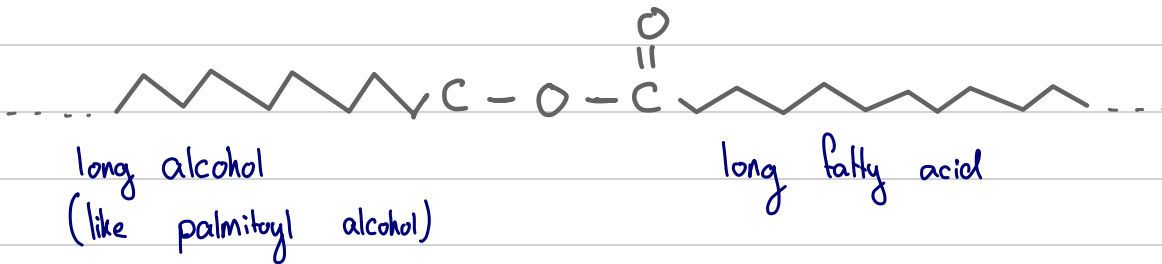 O
||
C - O - C
long alcohol
long fatty acid
(like palmitoyl alcohol)